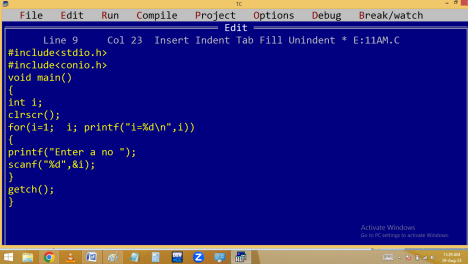 TC
File Edit Run Compile Project Options Debug Break/watch
Edit
Line 9 Col 23 Insert Indent Tab Fill Unindent * E:11AM.C
#include<stdio.h>
#include<conio.h>
void main()
{
int i;
clrscr();
for(i=1; i; printf("i=%d\n",i))
{
printf("Enter a no ");
scanf("%d",&i);
}
getch();
}
Activate Windows
Go to PC settings to activate Windows.